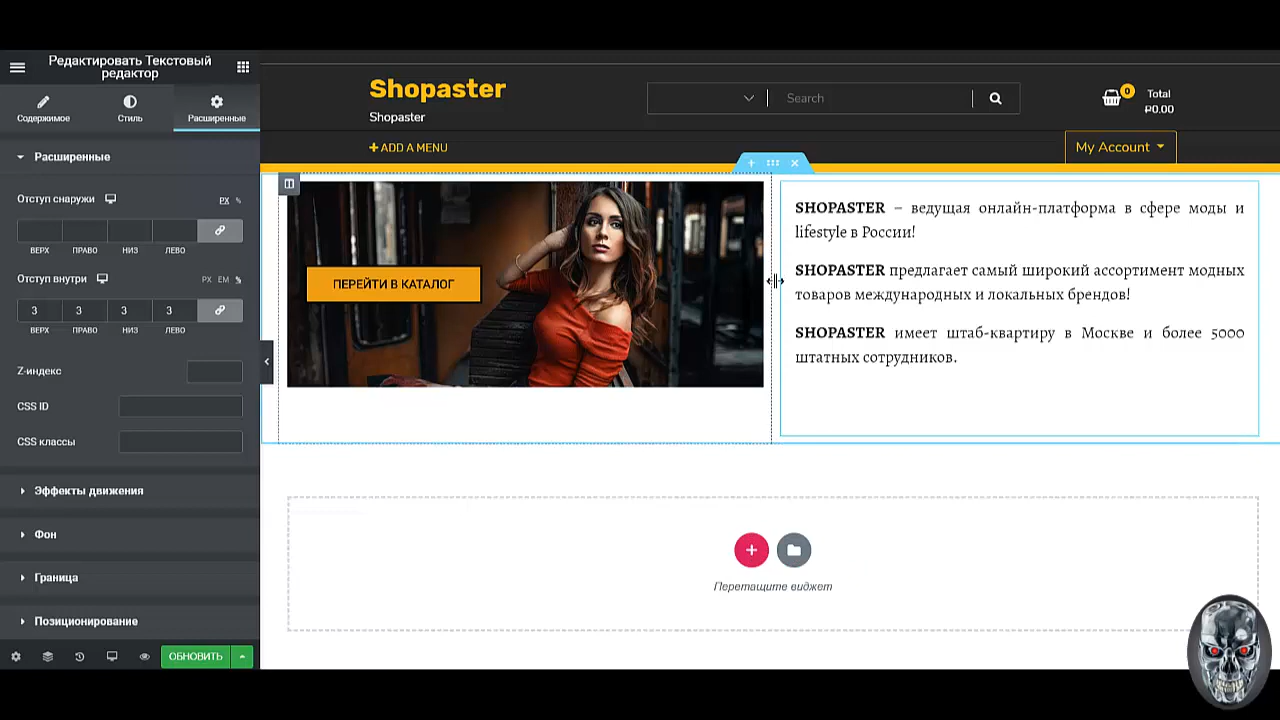 Редактировать Текстовый
редактор
Содержимое
Стиль
Расширенные
Расширенные
Отступ снаружи
PX %
ВЕРХ ПРАВО НИЗ ЛЕВО
Отступ внутри
PX EM %
3 3 3 3
ВЕРХ ПРАВО НИЗ ЛЕВО
Z-индекс
CSS ID
CSS классы
Эффекты движения
Фон
Граница
Позиционирование
ОБНОВИТЬ
Shopaster
Shopaster
Search
0
Total
₽0.00
+ ADD A MENU
My Account
ПЕРЕЙТИ В КАТАЛОГ
SHOPASTER – ведущая онлайн-платформа в сфере моды и
lifestyle в России!
SHOPASTER предлагает самый широкий ассортимент модных
товаров международных и локальных брендов!
SHOPASTER имеет штаб-квартиру в Москве и более 5000
штатных сотрудников.
Перетащите виджет